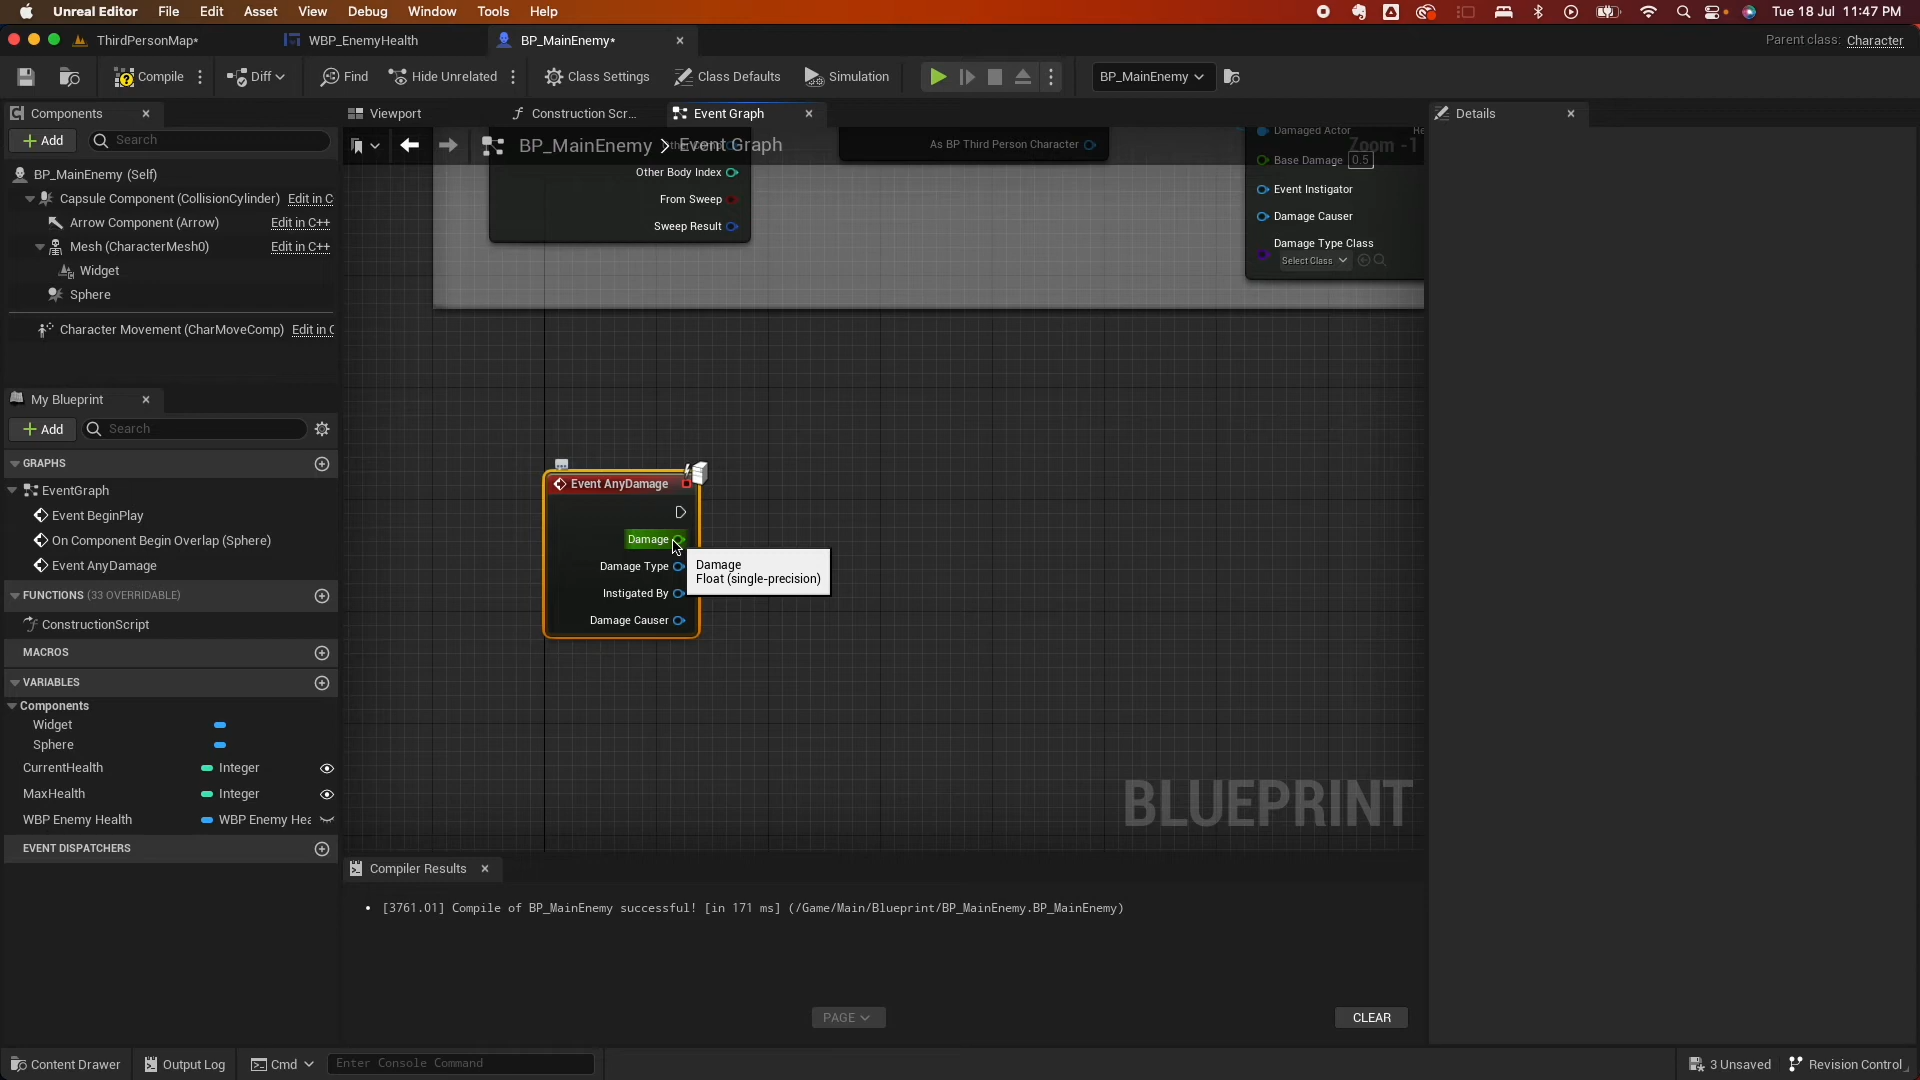 Unreal Editor File Edit Asset View Debug Window Tools Help Tue 18 Jul 11:47 PM
ThirdPersonMap* WBP_EnemyHealth BP_MainEnemy* Parent class: Character
Compile Diff Find Hide Unrelated Class Settings Class Defaults Simulation BP_MainEnemy
Components
Viewport Construction Scr... Event Graph Details
Add Search
BP_MainEnemy > Event Graph Zoom -1
BP_MainEnemy (Self)
Capsule Component (CollisionCylinder) Edit in C
Arrow Component (Arrow) Edit in C++
Mesh (CharacterMesh0) Edit in C++
Widget
Sphere
Character Movement (CharMoveComp) Edit in C
As BP Third Person Character
Other Body Index
From Sweep
Sweep Result
Damaged Actor
Base Damage 0.5
Event Instigator
Damage Causer
Damage Type Class
Select Class
My Blueprint
Add Search
GRAPHS
EventGraph
Event BeginPlay
On Component Begin Overlap (Sphere)
Event AnyDamage
FUNCTIONS (33 OVERRIDABLE)
ConstructionScript
MACROS
VARIABLES
Components
Widget
Sphere
CurrentHealth Integer
MaxHealth Integer
WBP Enemy Health WBP Enemy Hea
EVENT DISPATCHERS
Event AnyDamage
Damage
Damage Type
Instigated By
Damage Causer
Damage
Float (single-precision)
BLUEPRINT
Compiler Results
• [3761.01] Compile of BP_MainEnemy successful! [in 171 ms] (/Game/Main/Blueprint/BP_MainEnemy.BP_MainEnemy)
PAGE CLEAR
Content Drawer Output Log Cmd Enter Console Command 3 Unsaved Revision Control